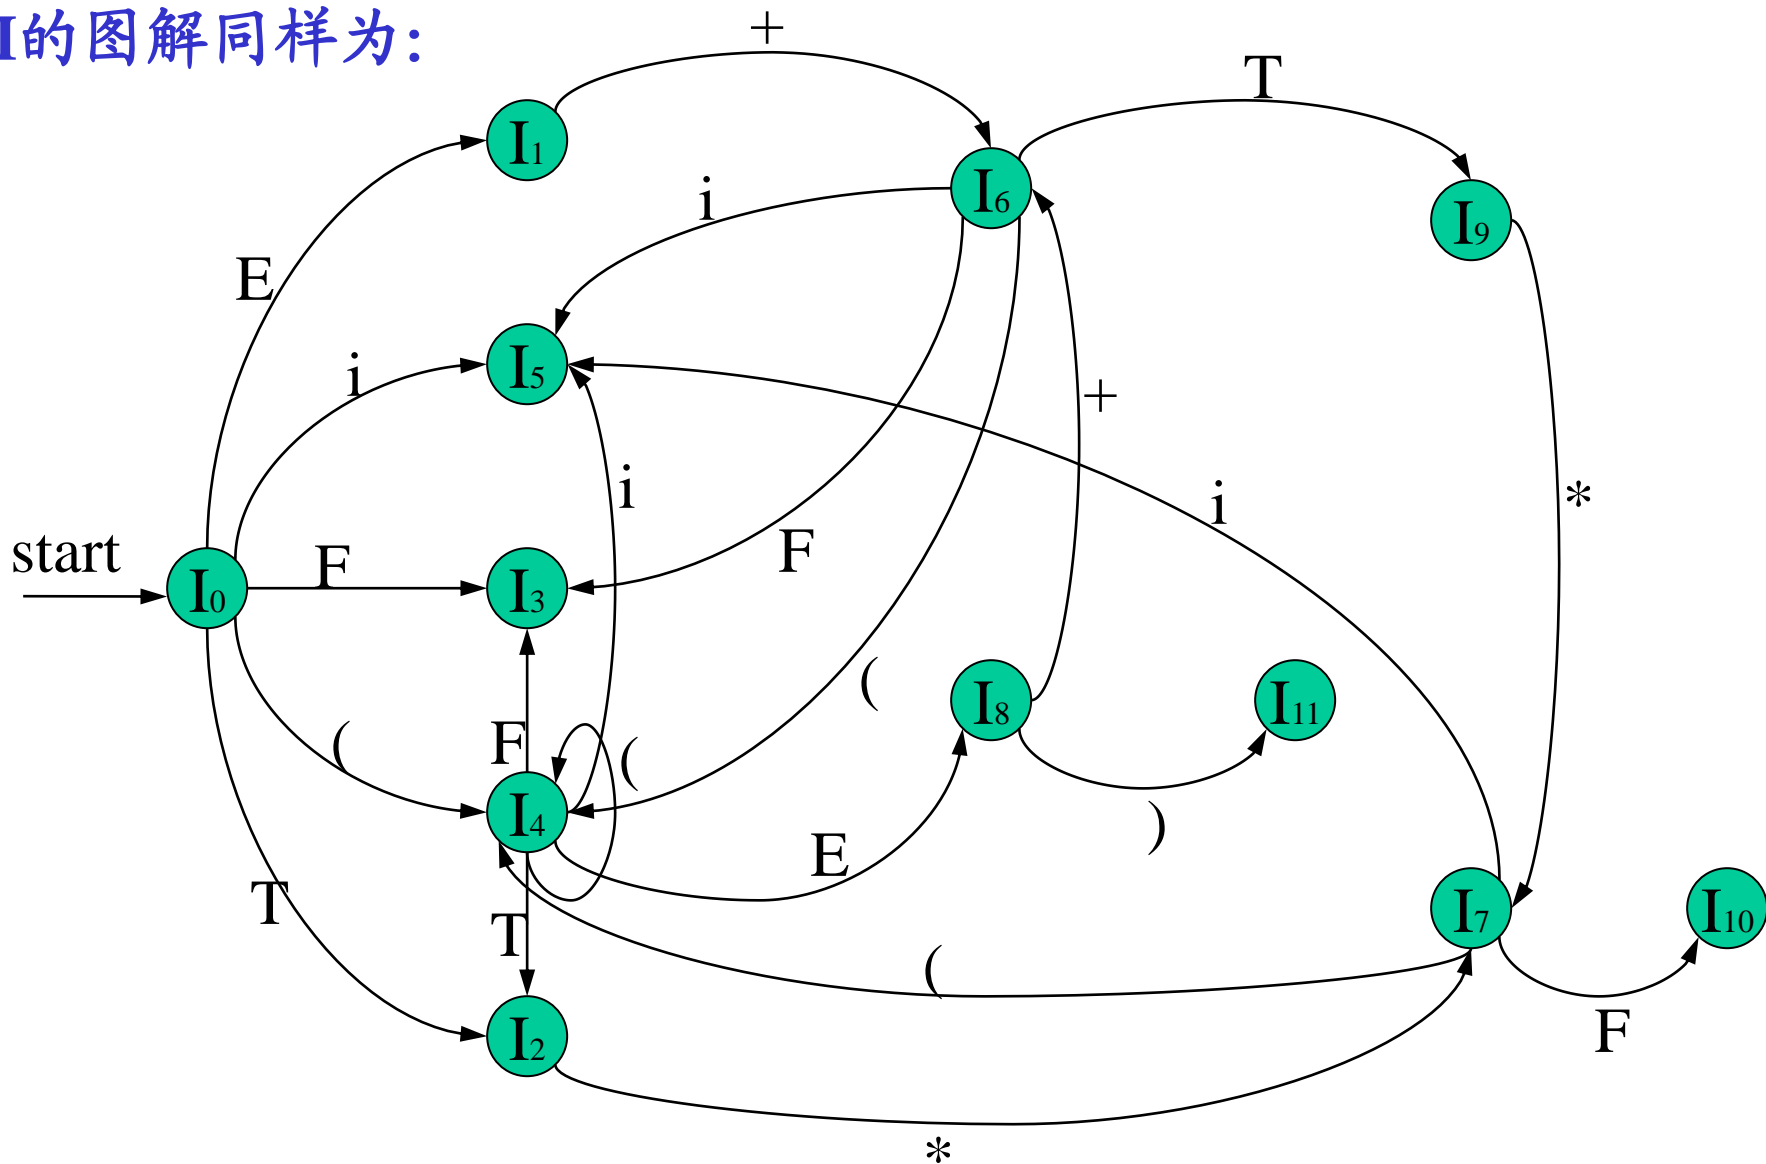 I的图解同样为：
+
T
I1
I6
i
I9
E
i
I5
+
i
*
i
start
F
F
I0
I3
(
I8
I11
(
F
(
I4
)
E
T
I7
I10
T
(
F
I2
*